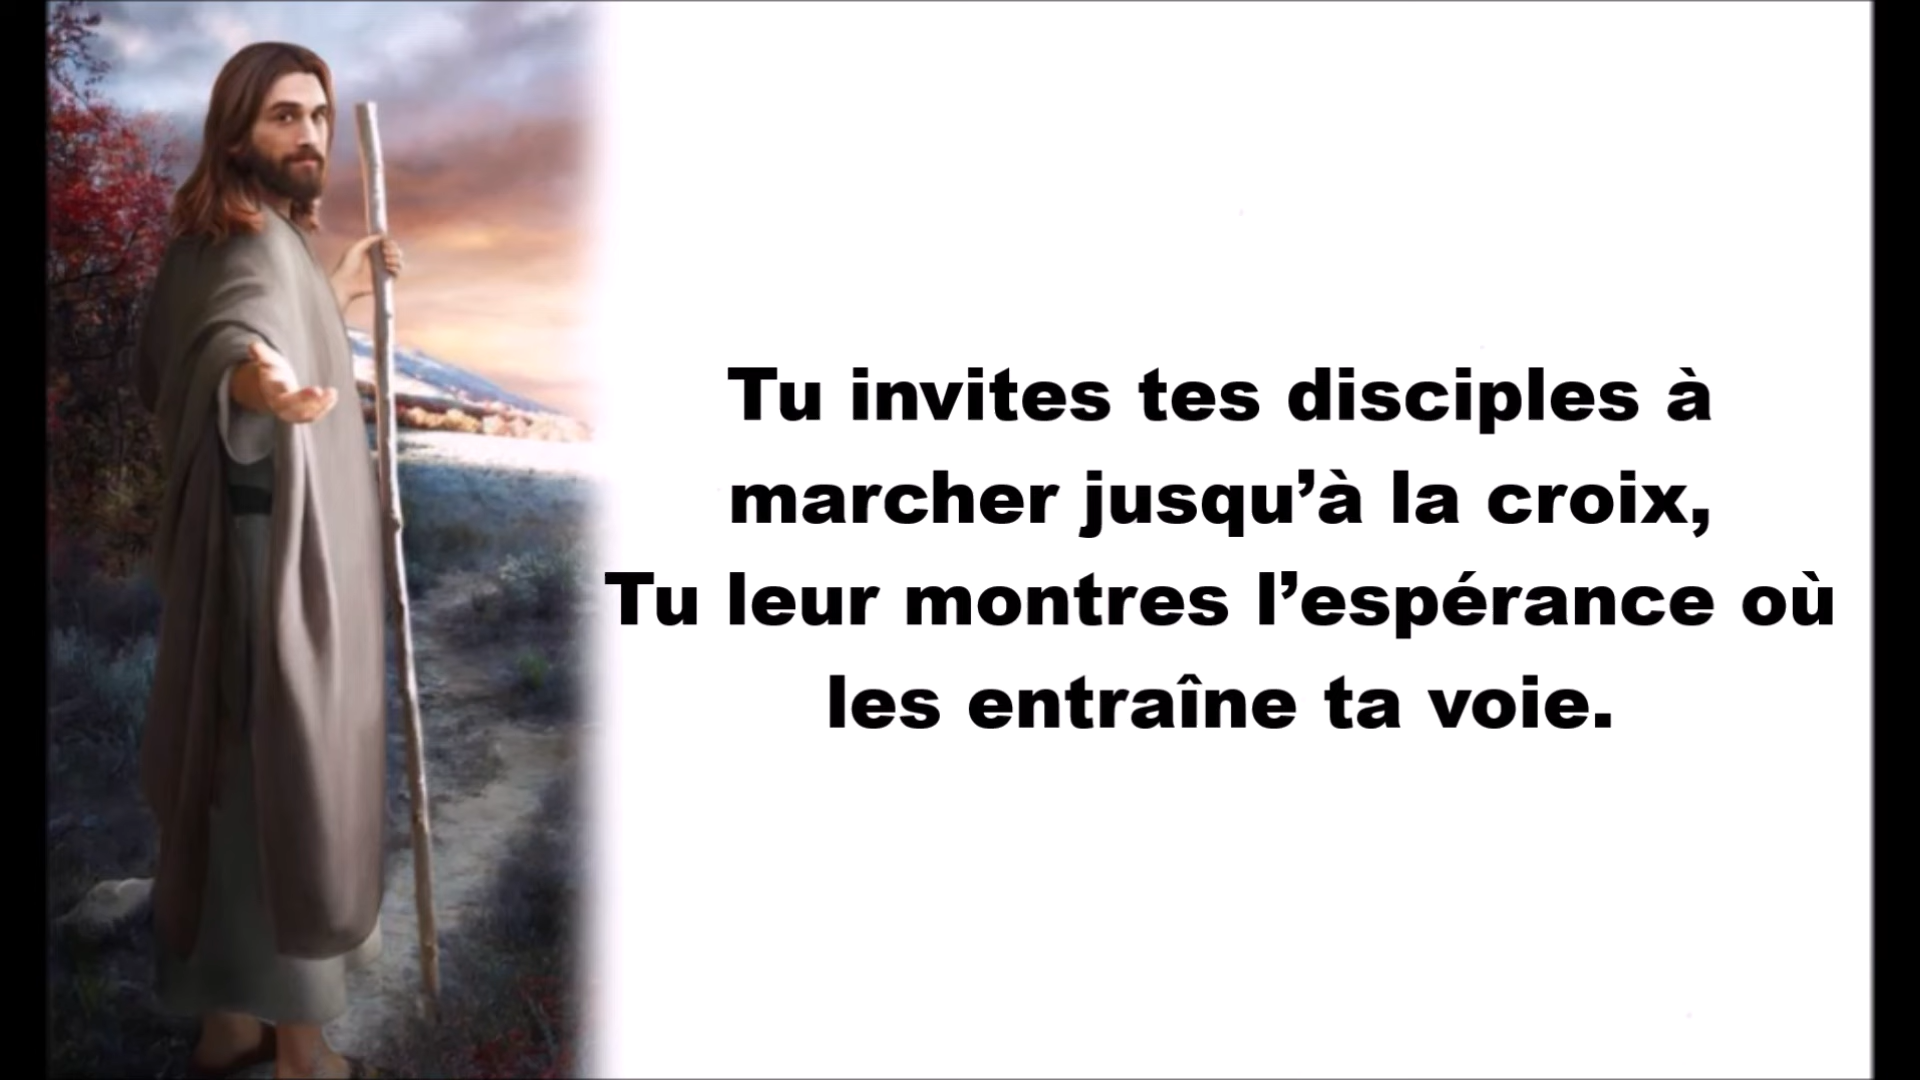 Tu invites tes disciples à
marcher jusqu’à la croix,
Tu leur montres l’espérance où
les entraîne ta voie.